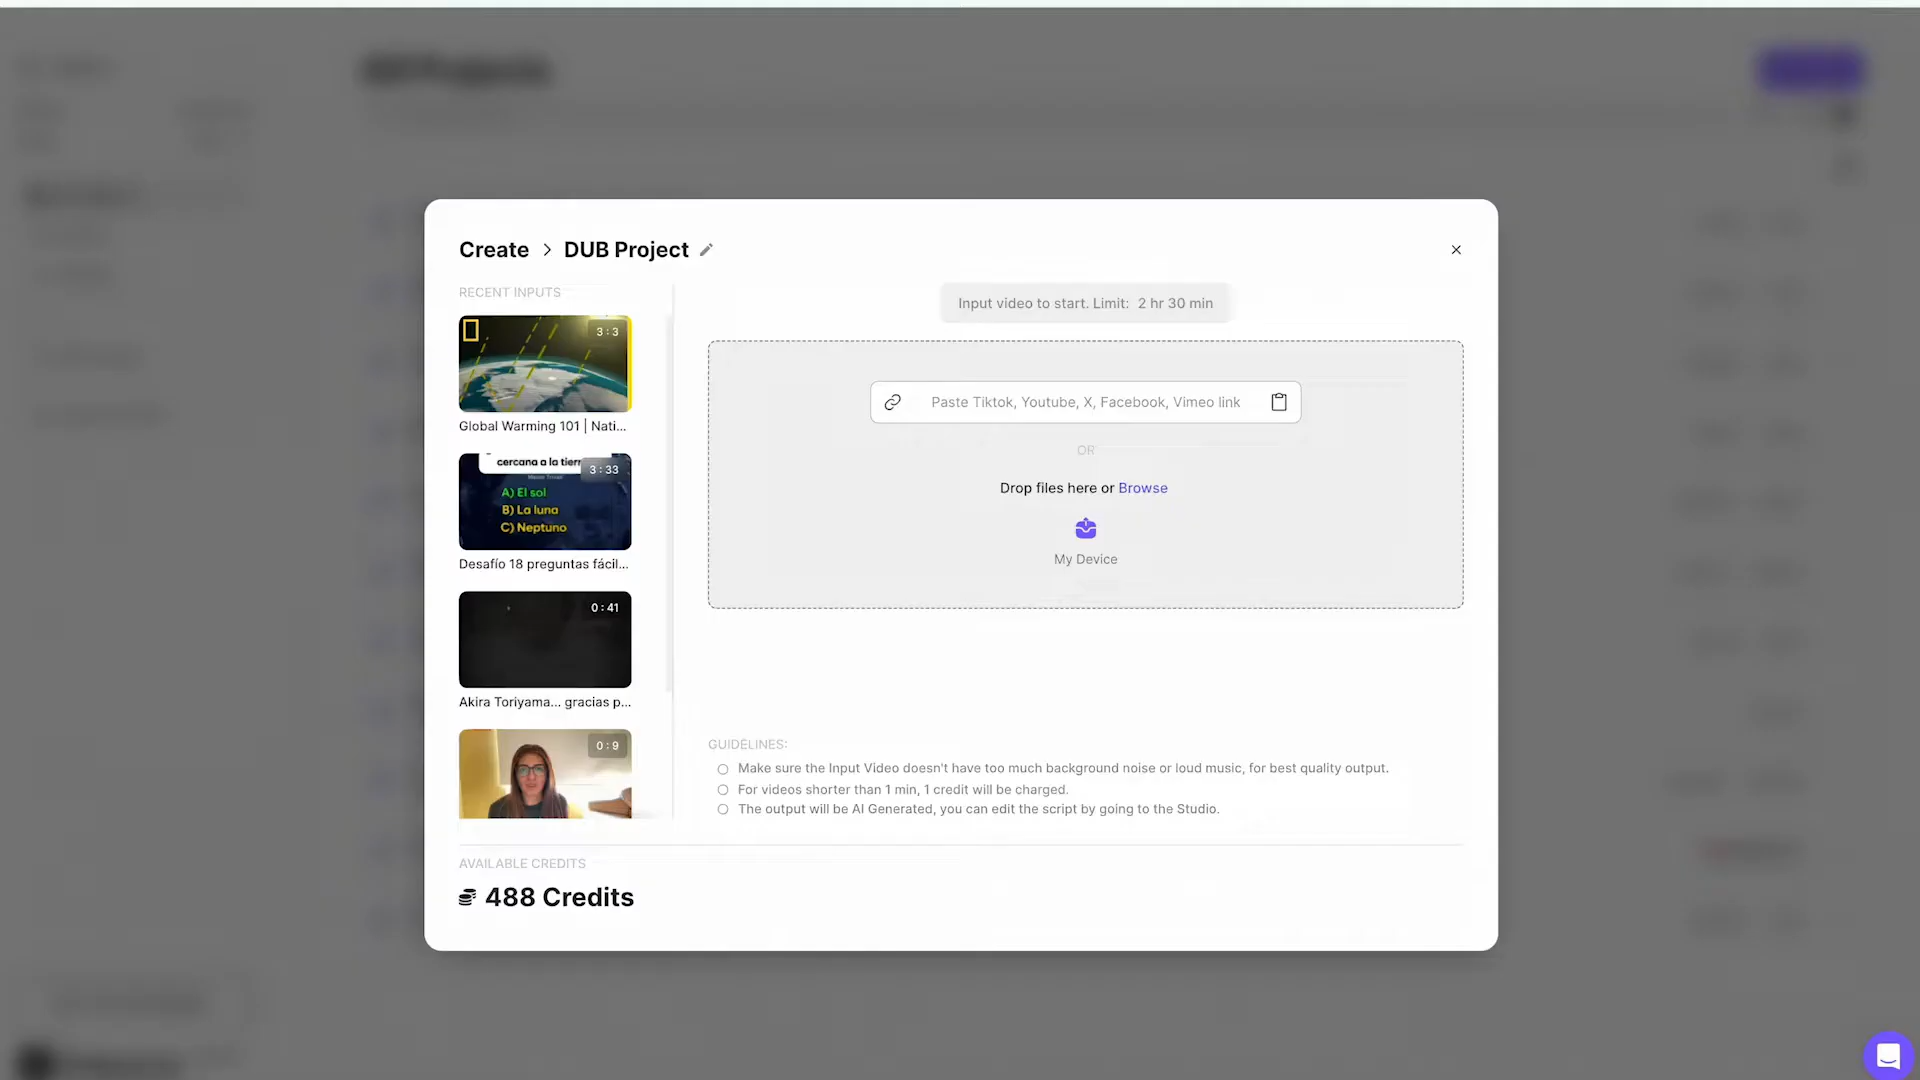 Create > DUB Project
RECENT INPUTS
3:3
Global Warming 101 | Nati...
cercana a la tierr
3:33
A) El sol
B) La luna
C) Neptuno
Desafío 18 preguntas fácil...
0:41
Akira Toriyama... gracias p...
0:9
Input video to start. Limit: 2 hr 30 min
Paste Tiktok, Youtube, X, Facebook, Vimeo link
OR
Drop files here or Browse
My Device
GUIDELINES:
Make sure the Input Video doesn't have too much background noise or loud music, for best quality output.
For videos shorter than 1 min, 1 credit will be charged.
The output will be AI Generated, you can edit the script by going to the Studio.
AVAILABLE CREDITS
488 Credits